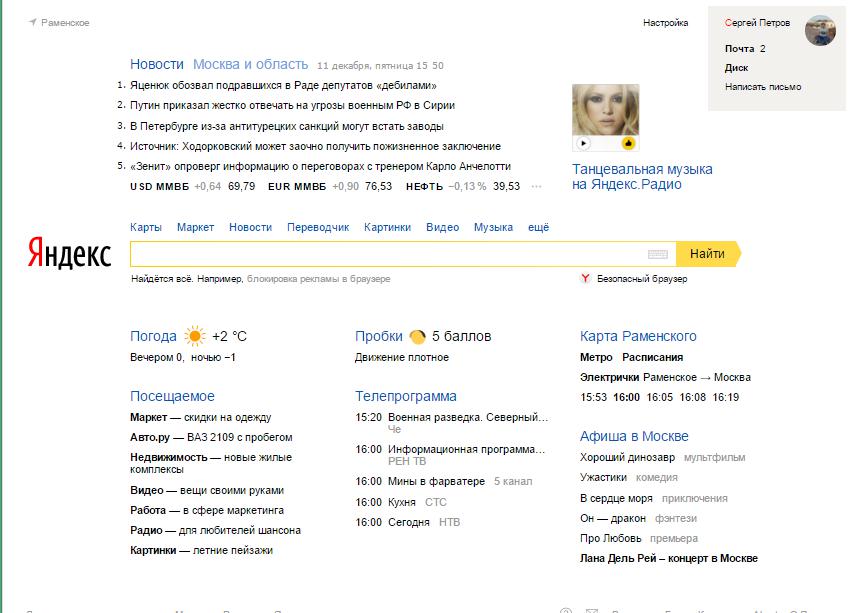 Раменское
Настройка
Сергей Петров
Почта 2
Диск
Написать письмо
Новости Москва и область 11 декабря, пятница 15 50
1. Яценюк обозвал подравшихся в Раде депутатов «дебилами»
2. Путин приказал жестко отвечать на угрозы военным РФ в Сирии
3. В Петербурге из-за антитурецких санкций могут встать заводы
4. Источник: Ходорковский может заочно получить пожизненное заключение
5. «Зенит» опроверг информацию о переговорах с тренером Карло Анчелотти
USD ММВБ +0,64 69,79 EUR ММВБ +0,90 76,53 НЕФТЬ −0,13 % 39,53 ···
Танцевальная музыка
на Яндекс.Радио
Карты Маркет Новости Переводчик Картинки Видео Музыка ещё
Яндекс
Найти
Найдётся всё. Например, блокировка рекламы в браузере
Безопасный браузер
Погода +2 °C
Вечером 0, ночью −1
Пробки 5 баллов
Движение плотное
Карта Раменского
Метро Расписания
Электрички Раменское → Москва
15:53 16:00 16:05 16:08 16:19
Посещаемое
Маркет — скидки на одежду
Авто.ру — ВАЗ 2109 с пробегом
Недвижимость — новые жилые
комплексы
Видео — вещи своими руками
Работа — в сфере маркетинга
Радио — для любителей шансона
Картинки — летние пейзажи
Телепрограмма
15:20 Военная разведка. Северный...
Че
16:00 Информационная программа...
РЕН ТВ
16:00 Мины в фарватере 5 канал
16:00 Кухня СТС
16:00 Сегодня НТВ
Афиша в Москве
Хороший динозавр мультфильм
Ужастики комедия
В сердце моря приключения
Он — дракон фэнтези
Про Любовь премьера
Лана Дель Рей – концерт в Москве